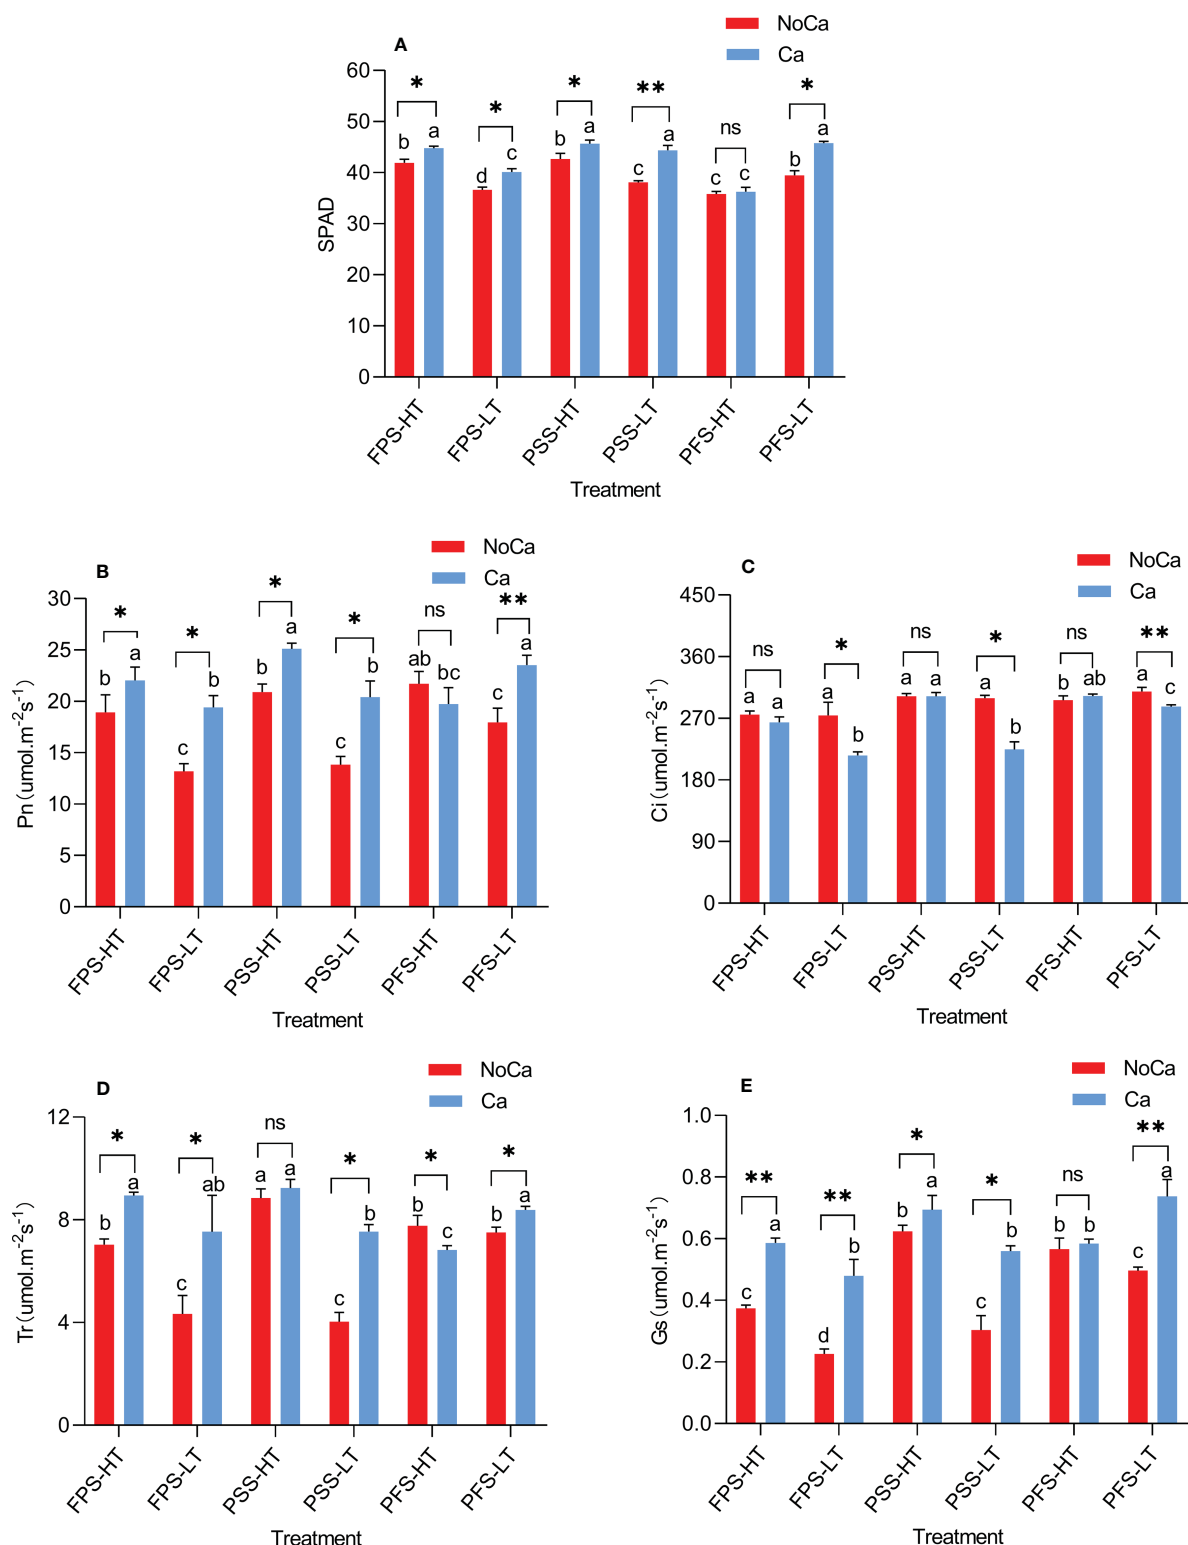 A
NoCa
Ca
60
50
40
30
20
10
0
SPAD
* * * ** ns *
b a d c b a c a c c b a
FPS-HT FPS-LT PSS-HT PSS-LT PFS-HT PFS-LT
Treatment
B
NoCa
Ca
30
25
20
15
10
5
0
Pn(umol.m-2s-1)
* * * * ns **
b a c b b a c b ab bc c a
FPS-HT FPS-LT PSS-HT PSS-LT PFS-HT PFS-LT
Treatment
C
NoCa
Ca
450
360
270
180
90
0
Ci(umol.m-2s-1)
ns * ns * ns **
a a a b a a a b b ab a c
FPS-HT FPS-LT PSS-HT PSS-LT PFS-HT PFS-LT
Treatment
D
NoCa
Ca
12
8
4
0
Tr(umol.m-2s-1)
* * ns * * *
b a c ab a a c b b c b a
FPS-HT FPS-LT PSS-HT PSS-LT PFS-HT PFS-LT
Treatment
E
NoCa
Ca
1.0
0.8
0.6
0.4
0.2
0.0
Gs(umol.m-2s-1)
** ** * * ns **
c a d b b a c b b b c a
FPS-HT FPS-LT PSS-HT PSS-LT PFS-HT PFS-LT
Treatment